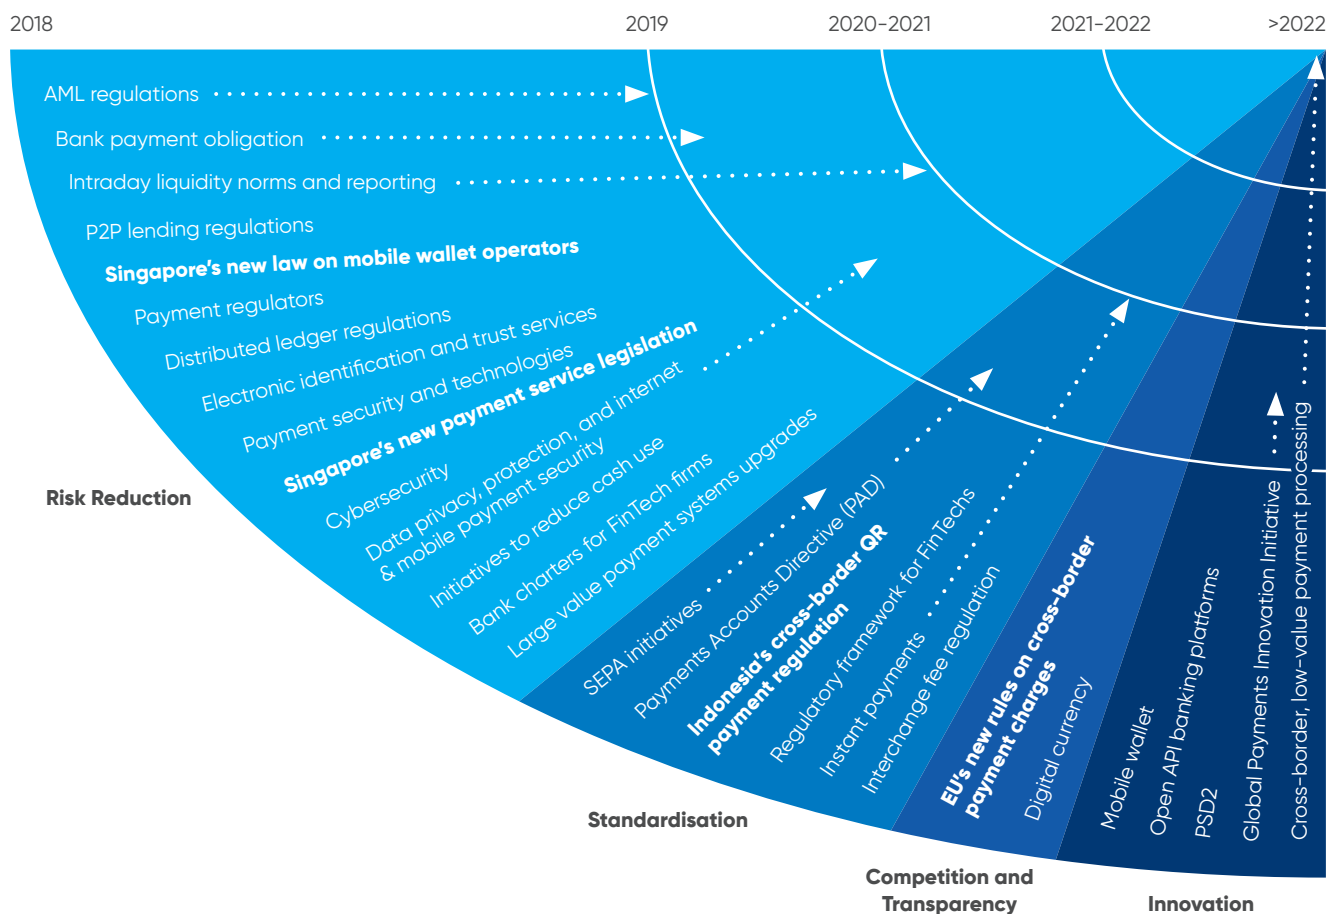 2018
2019
2020-2021
2021-2022
>2022
AML regulations
Bank payment obligation
Intraday liquidity norms and reporting
P2P lending regulations
Singapore's new law on mobile wallet operators
Payment regulators
Distributed ledger regulations
Electronic identification and trust services
Payment security and technologies
Singapore's new payment service legislation
Cybersecurity
Data privacy, protection, and internet
& mobile payment security
Initiatives to reduce cash use
Bank charters for FinTech firms
Large value payment systems upgrades
Risk Reduction
SEPA initiatives
Payments Accounts Directive (PAD)
Indonesia's cross-border QR
payment regulation
Regulatory framework for FinTechs
Instant payments
Interchange fee regulation
Standardisation
EU's new rules on cross-border
payment charges
Digital currency
Competition and
Transparency
Mobile wallet
Open API banking platforms
PSD2
Global Payments Innovation Initiative
Cross-border, low-value payment processing
Innovation